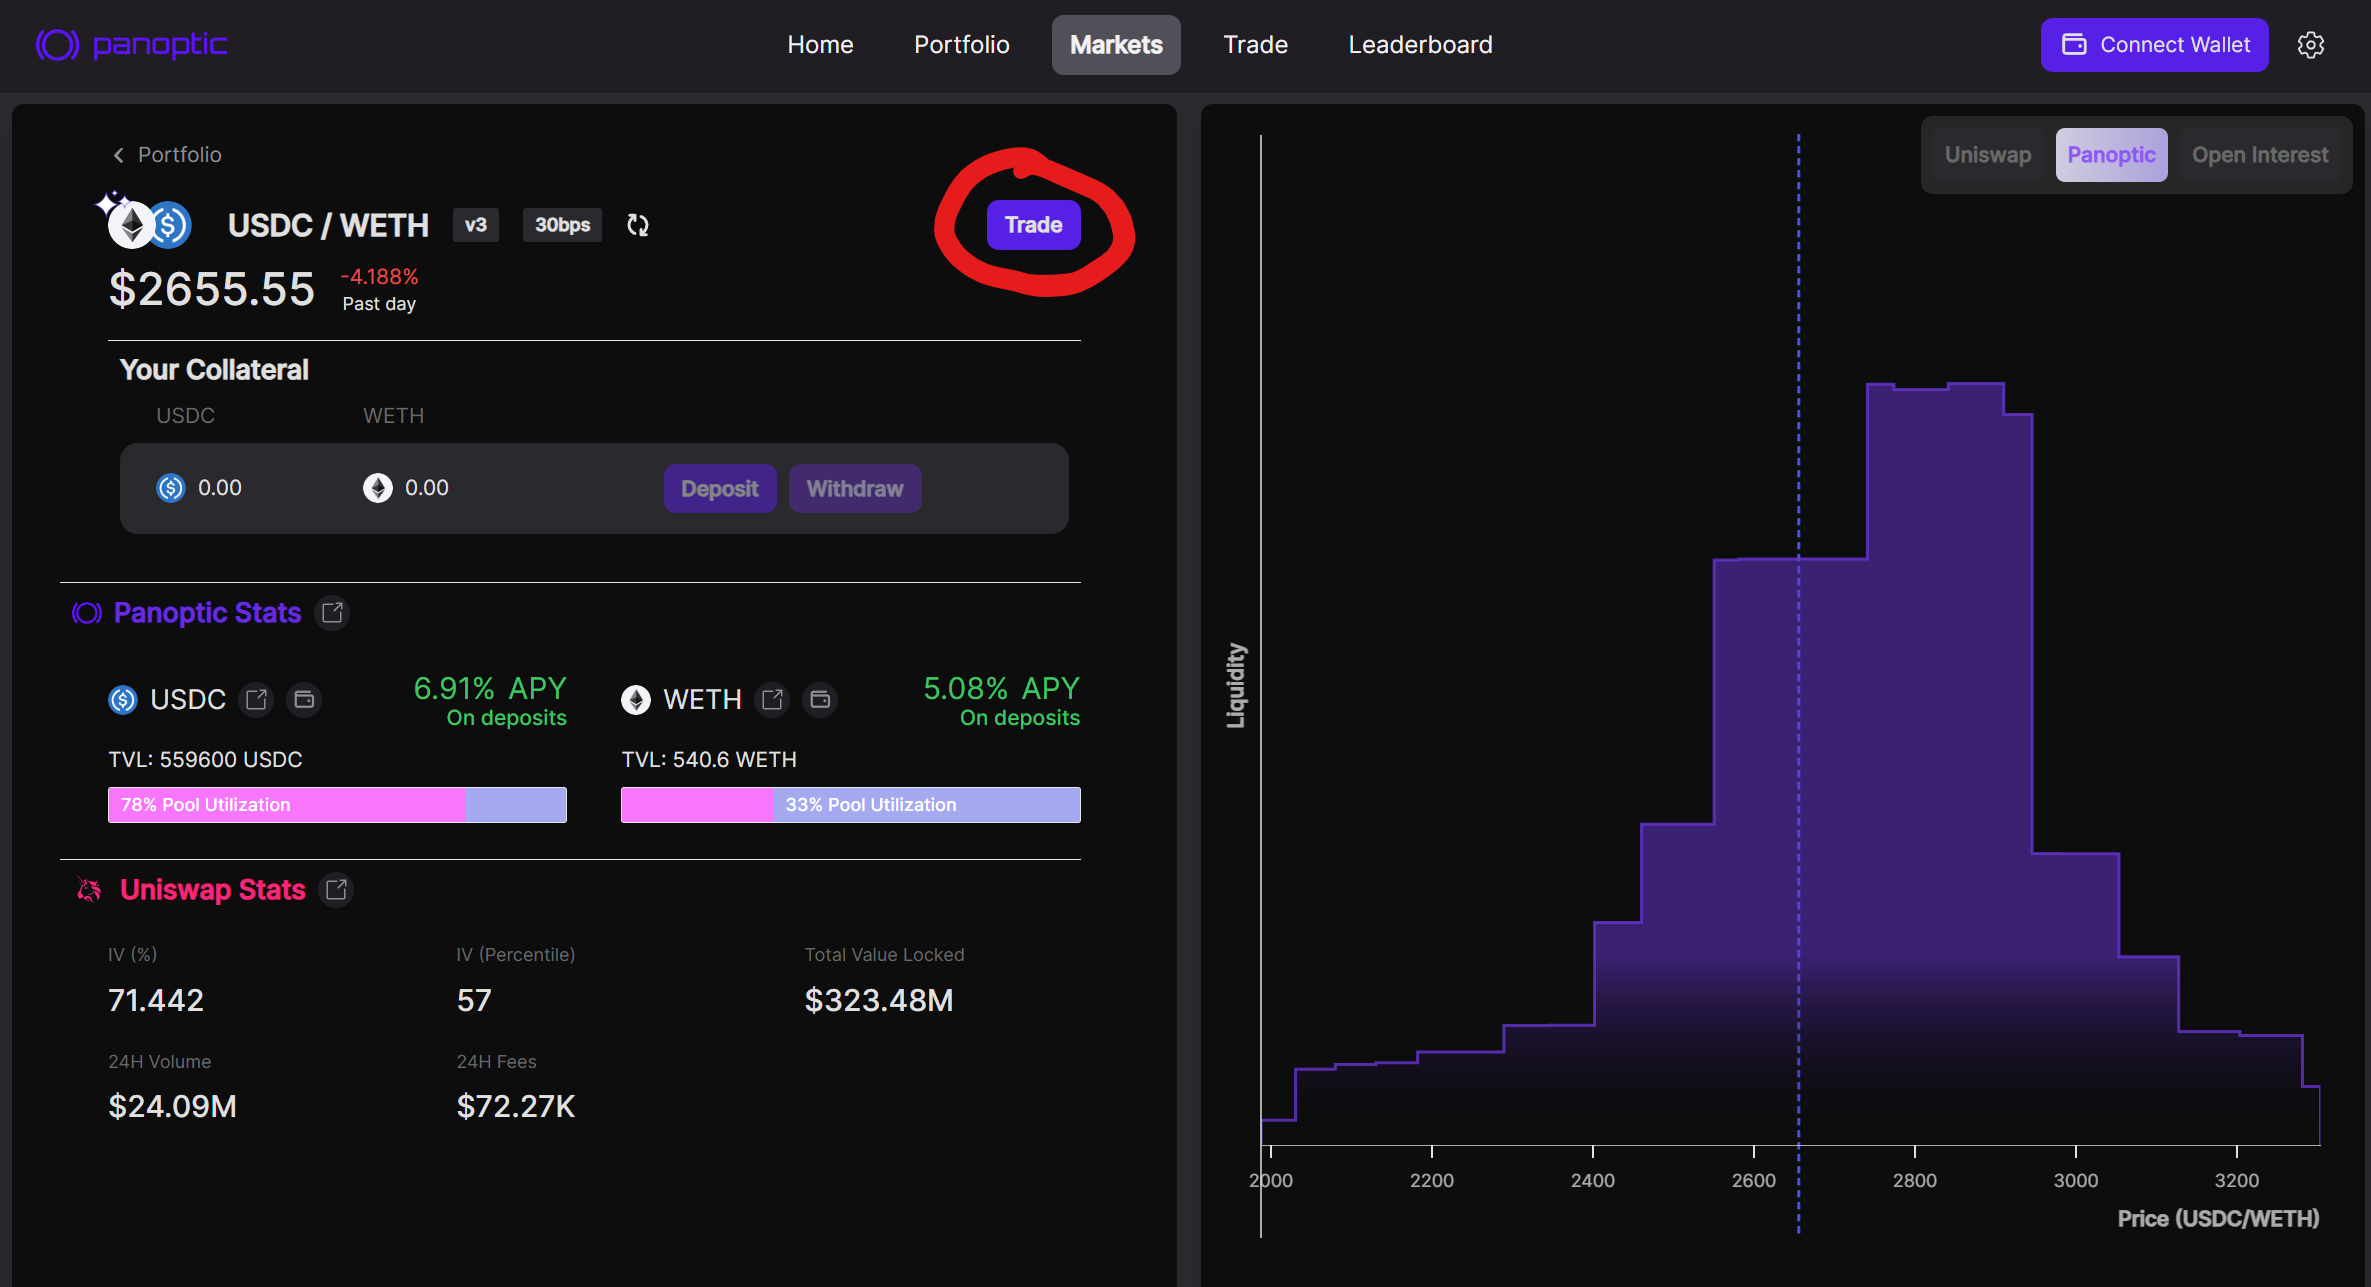 panoptic
Home
Portfolio
Markets
Trade
Leaderboard
Connect Wallet
Portfolio
USDC / WETH
v3
30bps
Trade
$2655.55
-4.188%
Past day
Your Collateral
USDC
WETH
0.00
0.00
Deposit
Withdraw
Panoptic Stats
USDC
6.91% APY
On deposits
TVL: 559600 USDC
78% Pool Utilization
WETH
5.08% APY
On deposits
TVL: 540.6 WETH
33% Pool Utilization
Uniswap Stats
IV (%)
71.442
IV (Percentile)
57
Total Value Locked
$323.48M
24H Volume
$24.09M
24H Fees
$72.27K
Uniswap
Panoptic
Open Interest
Liquidity
2000
2200
2400
2600
2800
3000
3200
Price (USDC/WETH)